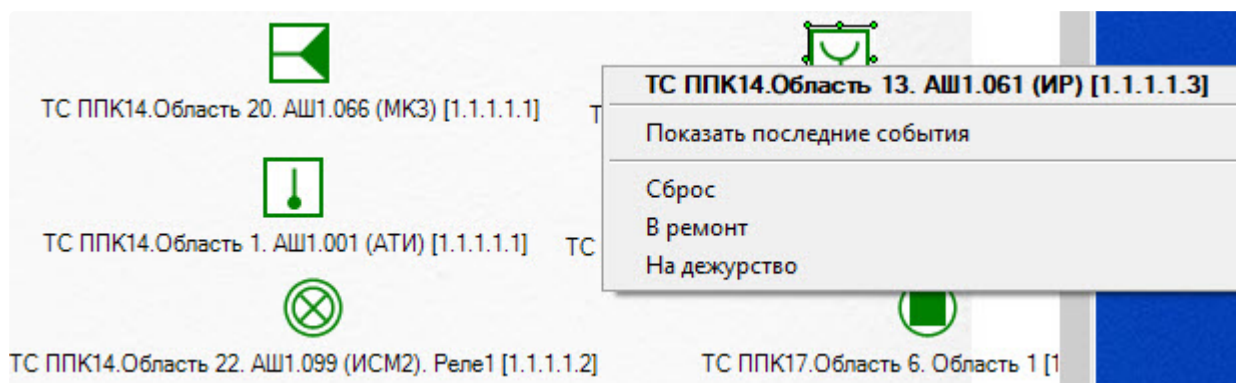 ТС ППК14.Область 20. АШ1.066 (МКЗ) [1.1.1.1.1]
Т
ТС ППК14.Область 13. АШ1.061 (ИР) [1.1.1.1.3]
Показать последние события
Сброс
В ремонт
На дежурство
ТС ППК14.Область 1. АШ1.001 (АТИ) [1.1.1.1.1]
ТС
ТС ППК14.Область 22. АШ1.099 (ИСМ2). Реле1 [1.1.1.1.2]
ТС ППК17.Область 6. Область 1 [1